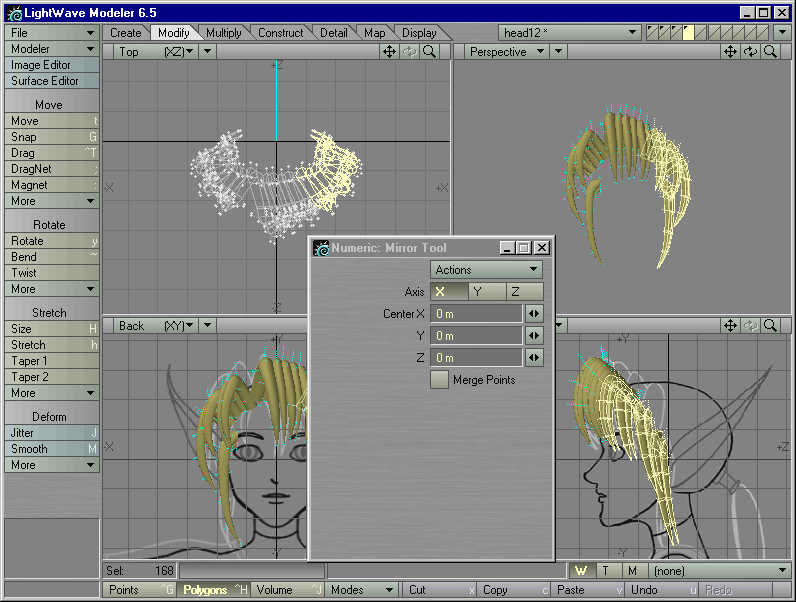 LightWave Modeler 6.5
File
Create Modify Multiply Construct Detail Map Display
head12 *
Modeler
Top (XZ)
Perspective
Image Editor
Surface Editor
Move
Move t
Snap G
Drag ^T
DragNet ;
Magnet :
More
Rotate
Rotate y
Bend ~
Twist
More
Stretch
Size H
Stretch h
Taper 1
Taper 2
More
Deform
Jitter J
Smooth M
More
+Z
-X
+X
-Z
Back (XY)
+Y
-X
-Y
+Y
+Z
-Y
Numeric: Mirror Tool
Actions
Axis X Y Z
Center X 0 m
Y 0 m
Z 0 m
Merge Points
Sel: 168
W T M (none)
Points ^G Polygons ^H Volume ^J Modes Cut x Copy c Paste v Undo u Redo